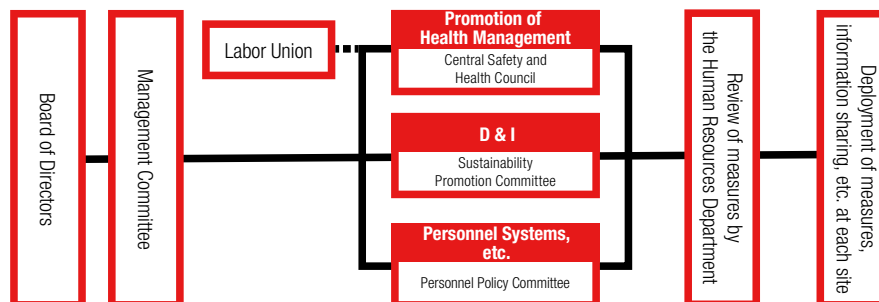 Board of Directors
Management Committee
Labor Union
Promotion of
Health Management
Central Safety and
Health Council
D & I
Sustainability
Promotion Committee
Personnel Systems,
etc.
Personnel Policy Committee
Review of measures by
the Human Resources Department
Deployment of measures,
information sharing, etc. at each site